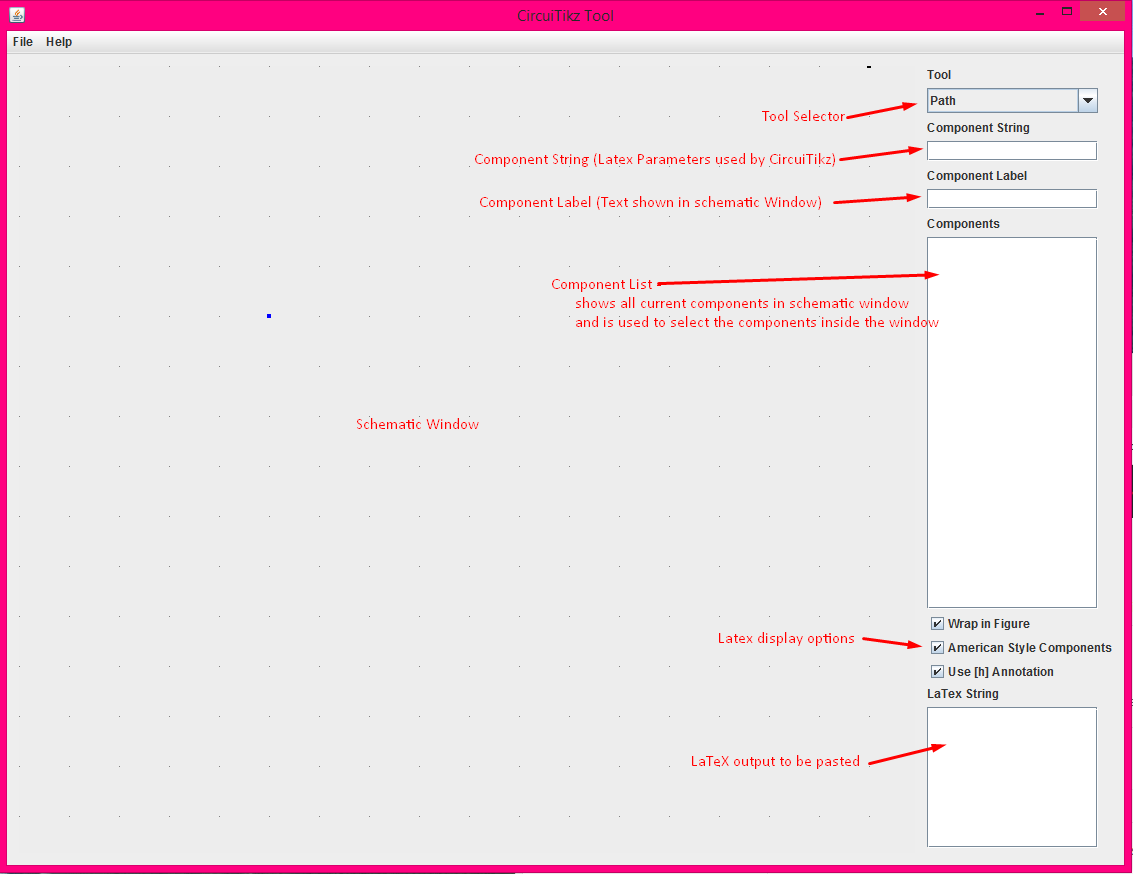 CircuiTikz Tool
File Help
Tool
Path
Tool Selector
Component String
Component String (Latex Parameters used by CircuiTikz)
Component Label
Component Label (Text shown in schematic Window)
Components
Component List
shows all current components in schematic window
and is used to select the components inside the window
Schematic Window
Wrap in Figure
Latex display options
American Style Components
Use [h] Annotation
LaTex String
LaTeX output to be pasted